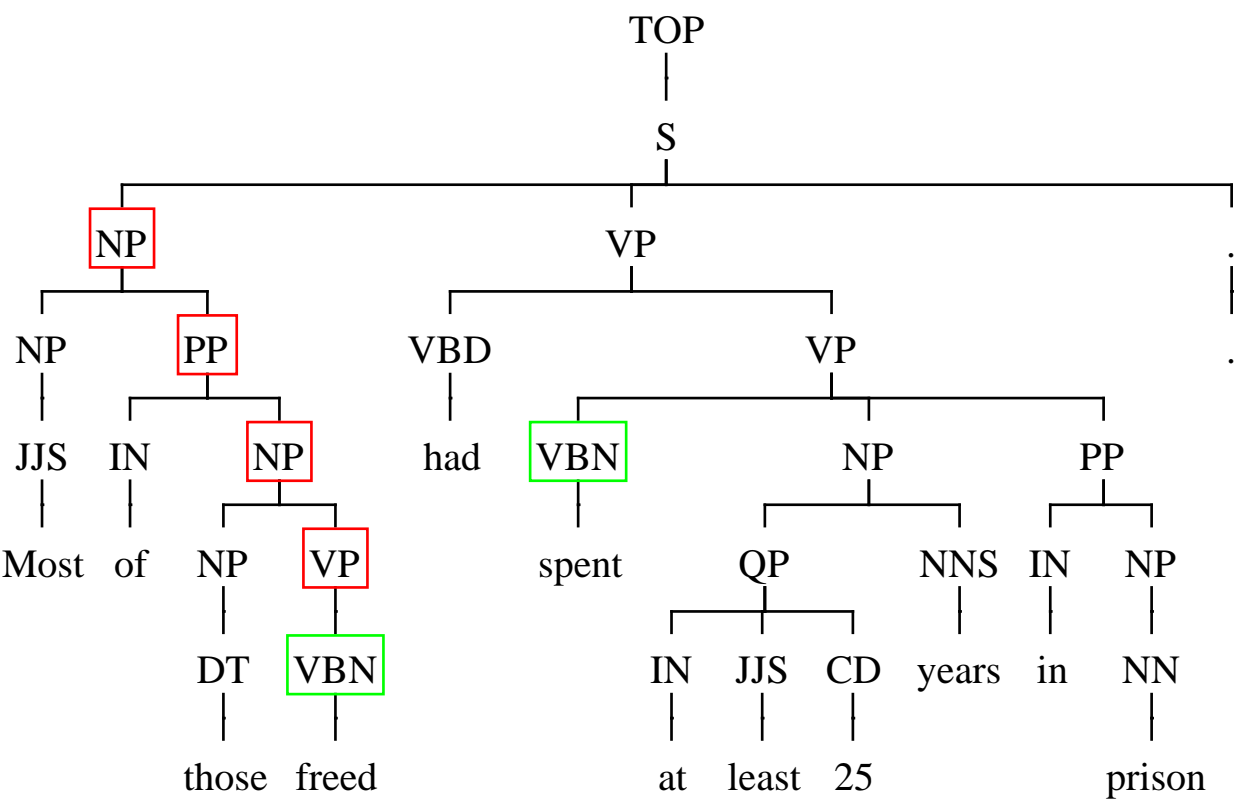 TOP
S
NP VP .
NP PP VBD VP .
JJS IN NP had VBN NP PP
Most of NP VP spent QP NNS IN NP
DT VBN IN JJS CD years in NN
those freed at least 25 prison